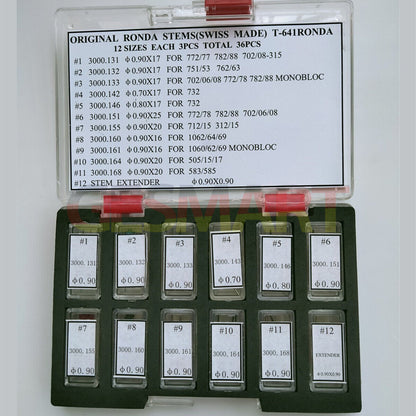 ORIGINAL RONDA STEMS(SWISS MADE) T-641RONDA
12 SIZES EACH 3PCS TOTAL 36PCS
#1 3000.131 φ0.90X17 FOR 772/77 782/88 702/08-315
#2 3000.132 φ0.90X17 FOR 751/53 762/63
#3 3000.133 φ0.90X17 FOR 702/06/08 772/78 782/88 MONOBLOC
#4 3000.142 φ0.70X17 FOR 732
#5 3000.146 φ0.80X17 FOR 732
#6 3000.151 φ0.90X25 FOR 772/78 782/88 702/06/08
#7 3000.155 φ0.90X20 FOR 712/15 312/15
#8 3000.160 φ0.90X16 FOR 1062/64/69
#9 3000.161 φ0.90X16 FOR 1060/62/69 MONOBLOC
#10 3000.164 φ0.90X20 FOR 505/15/17
#11 3000.168 φ0.90X20 FOR 583/585
#12 STEM EXTENDER φ0.90X0.90
#1 3000.131 φ0.90
#2 3000.132 φ0.90
#3 3000.133 φ0.90
#4 3000.143 φ0.70
#5 3000.146 φ0.80
#6 3000.151 φ0.90
#7 3000.155 φ0.90
#8 3000.160 φ0.90
#9 3000.161 φ0.90
#10 3000.164 φ0.90
#11 3000.168 φ0.90
#12 EXTENDER φ0.90X0.90